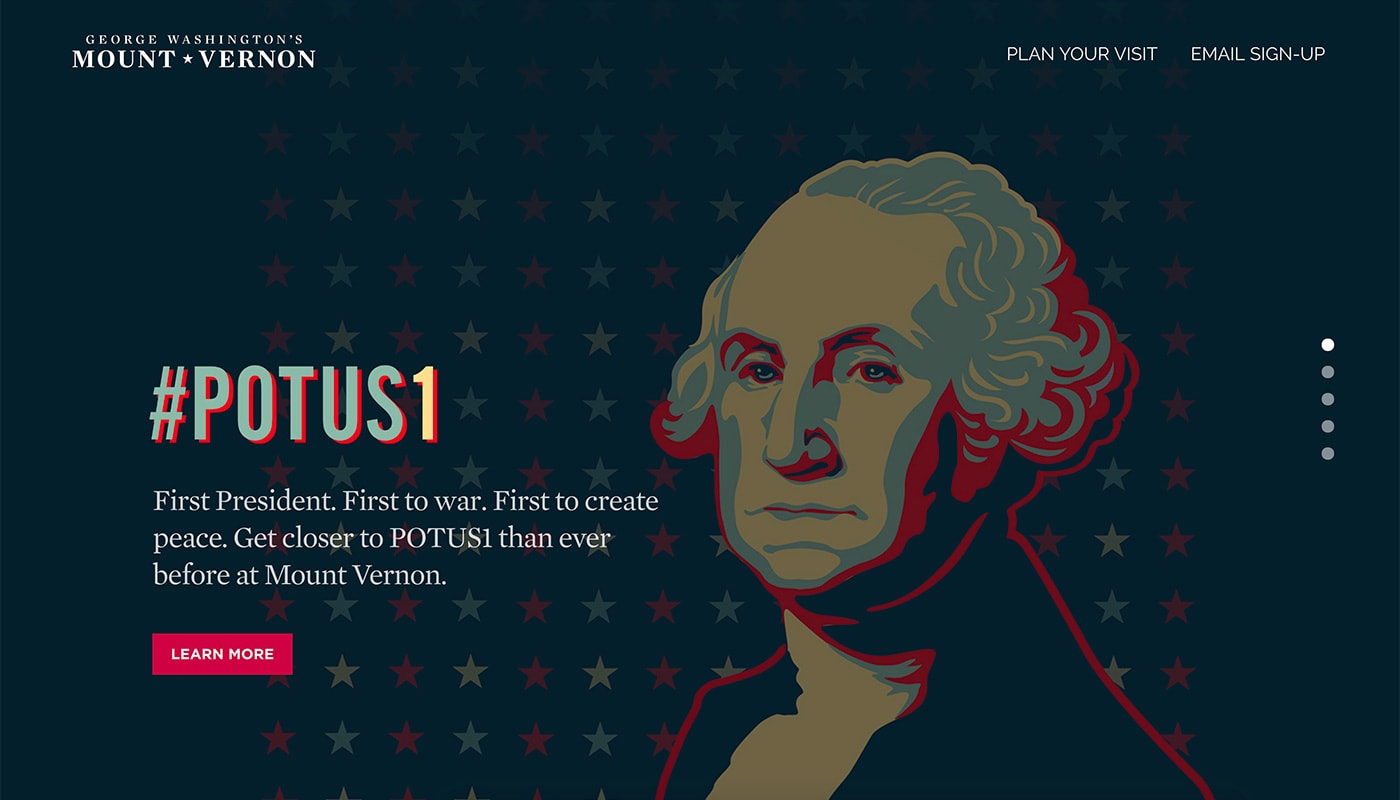 GEORGE WASHINGTON'S
MOUNT ★ VERNON
PLAN YOUR VISIT
EMAIL SIGN-UP
#POTUS1
First President. First to war. First to create
peace. Get closer to POTUS1 than ever
before at Mount Vernon.
LEARN MORE